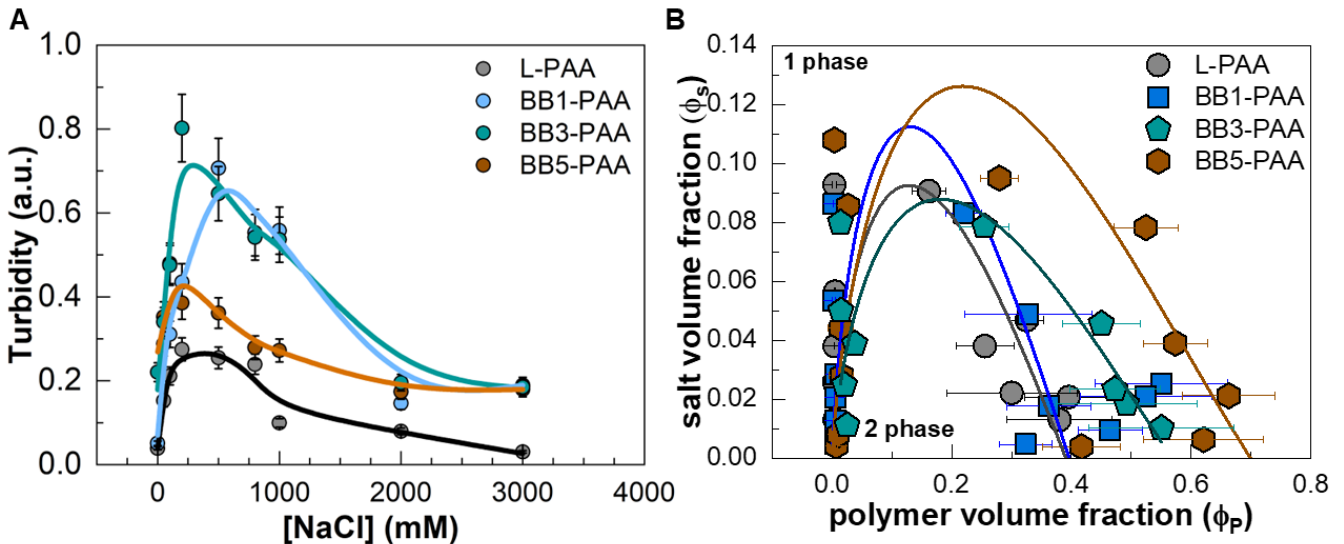 A
Turbidity (a.u.)
1.0
0.8
0.6
0.4
0.2
0.0
0
1000
2000
3000
4000
[NaCl] (mM)
L-PAA
BB1-PAA
BB3-PAA
BB5-PAA
B
salt volume fraction (ϕs)
0.14
0.12
0.10
0.08
0.06
0.04
0.02
0.00
0.0
0.2
0.4
0.6
0.8
polymer volume fraction (ϕP)
1 phase
2 phase
L-PAA
BB1-PAA
BB3-PAA
BB5-PAA